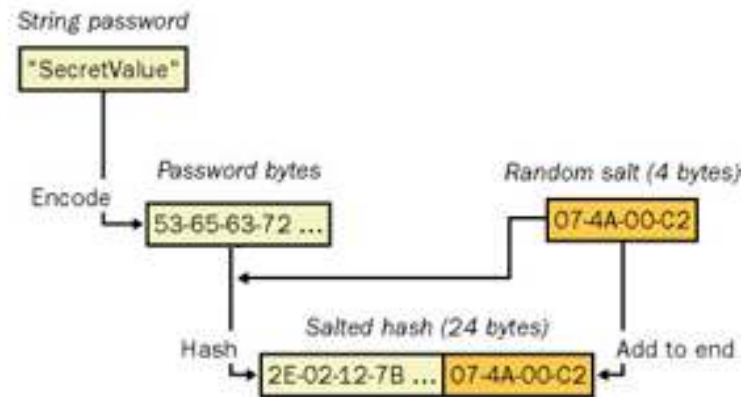 String password
"SecretValue"
Password bytes
Random salt (4 bytes)
Encode
53-65-63-72 ...
07-4A-00-C2
Salted hash (24 bytes)
Hash
Add to end
2E-02-12-7B ... 07-4A-00-C2